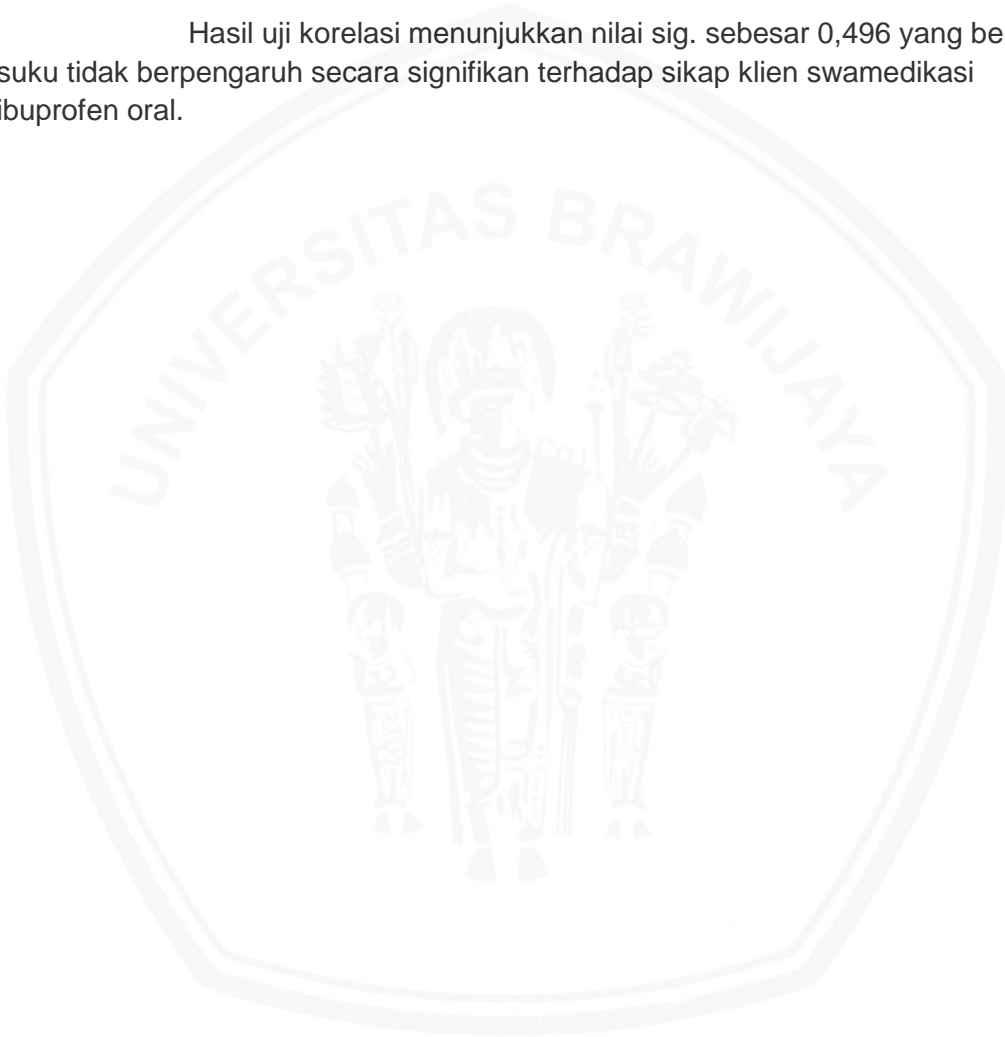 Hasil uji korelasi menunjukkan nilai sig. sebesar 0,496 yang be
suku tidak berpengaruh secara signifikan terhadap sikap klien swamedikasi
ibuprofen oral.
UNIVERSITAS BRAWIJAYA